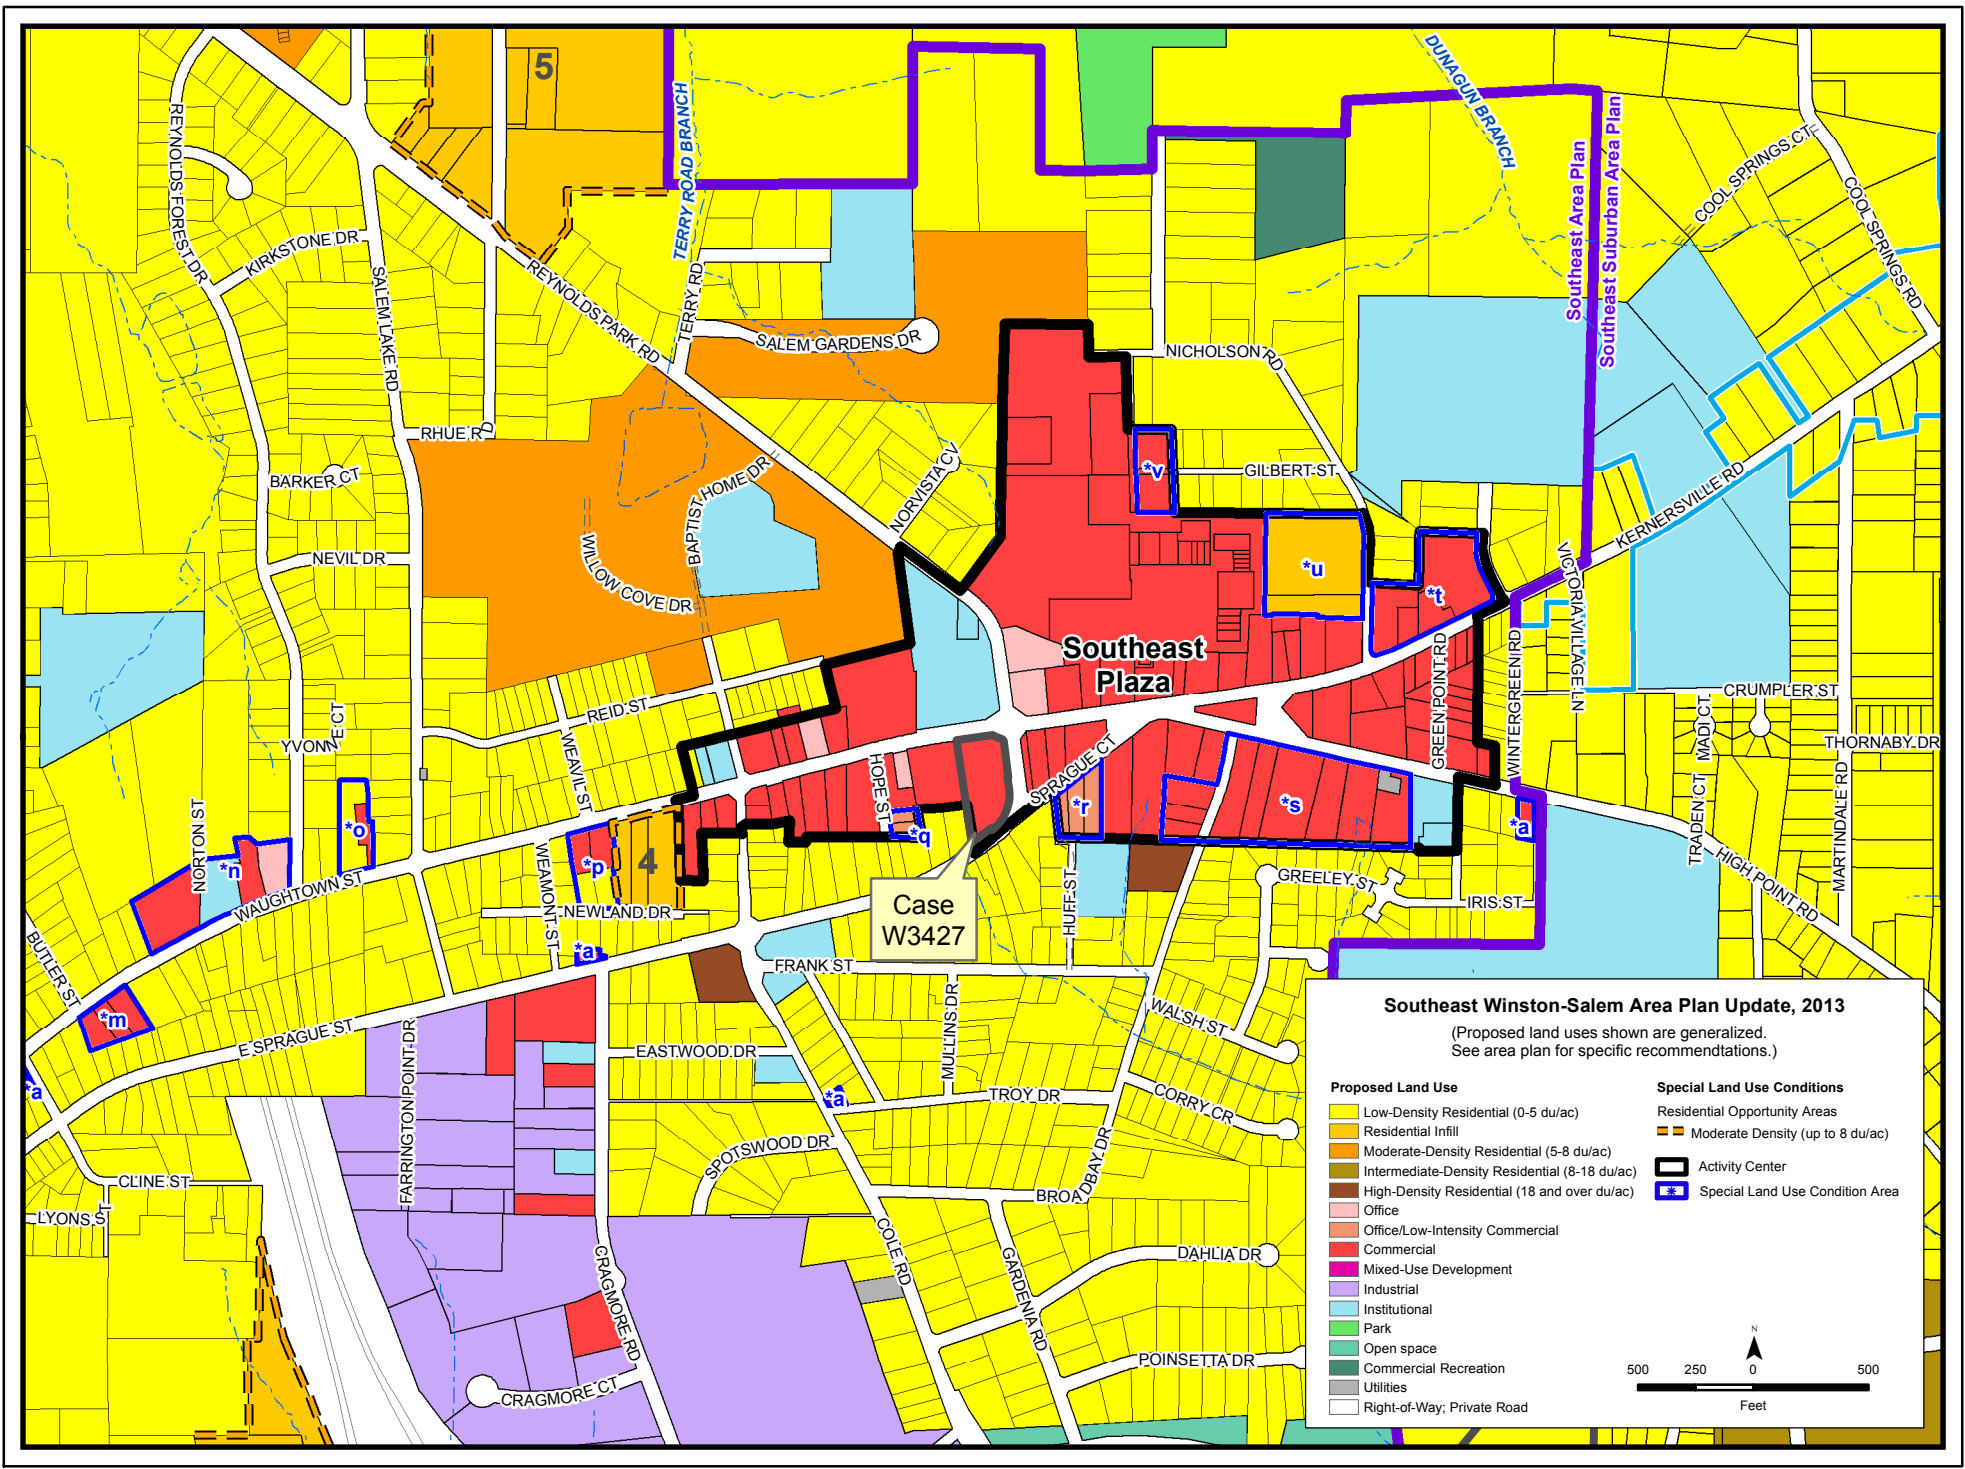 5
DUNAGUN BRANCH
TERRY ROAD BRANCH
REYNOLDS FOREST DR
COOL SPRINGS CT
COOL SPRINGS RD
Southeast Area Plan
Southeast Suburban Area Plan
KIRKSTONE DR
SALEM LAKE RD
REYNOLDS PARK RD
TERRY RD
SALEM GARDENS DR
NICHOLSON RD
RHUE RD
BARKER CT
BAPTIST HOME DR
NORVISTA CV
*v
GILBERT ST
KERNERSVILLE RD
NEVIL DR
WILLOW COVE DR
*u
*t
VICTORIA VILLAGE LN
Southeast
Plaza
GREEN POINT RD
WINTERGREEN RD
CRUMPLER ST
REID ST
YVONNE CT
WEAVIL ST
HOPE ST
SPRAGUE CT
MADI CT
THORNABY DR
MARTINDALE RD
TRADEN CT
NORTON ST
*o
*n
*p
4
*q
*r
*s
*a
WAUGHTOWN ST
WEAMONT ST
NEWLAND DR
HIGH POINT RD
GREELEY ST
IRIS ST
HUFF ST
Case
W3427
*a
BUTLER ST
*m
E SPRAGUE ST
FRANK ST
MULLINS DR
WALSH ST
EASTWOOD DR
FARRINGTON POINT DR
*a
*a
TROY DR
CORRY CR
SPOTSWOOD DR
BROADBAY DR
CLINE ST
LYONS ST
COLE RD
GARDENIA RD
DAHLIA DR
CRAGMORE RD
POINSETTA DR
CRAGMORE CT
Southeast Winston-Salem Area Plan Update, 2013
(Proposed land uses shown are generalized.
See area plan for specific recommendtations.)
Proposed Land Use
Low-Density Residential (0-5 du/ac)
Residential Infill
Moderate-Density Residential (5-8 du/ac)
Intermediate-Density Residential (8-18 du/ac)
High-Density Residential (18 and over du/ac)
Office
Office/Low-Intensity Commercial
Commercial
Mixed-Use Development
Industrial
Institutional
Park
Open space
Commercial Recreation
Utilities
Right-of-Way; Private Road
Special Land Use Conditions
Residential Opportunity Areas
Moderate Density (up to 8 du/ac)
Activity Center
* Special Land Use Condition Area
N
500 250 0 500
Feet